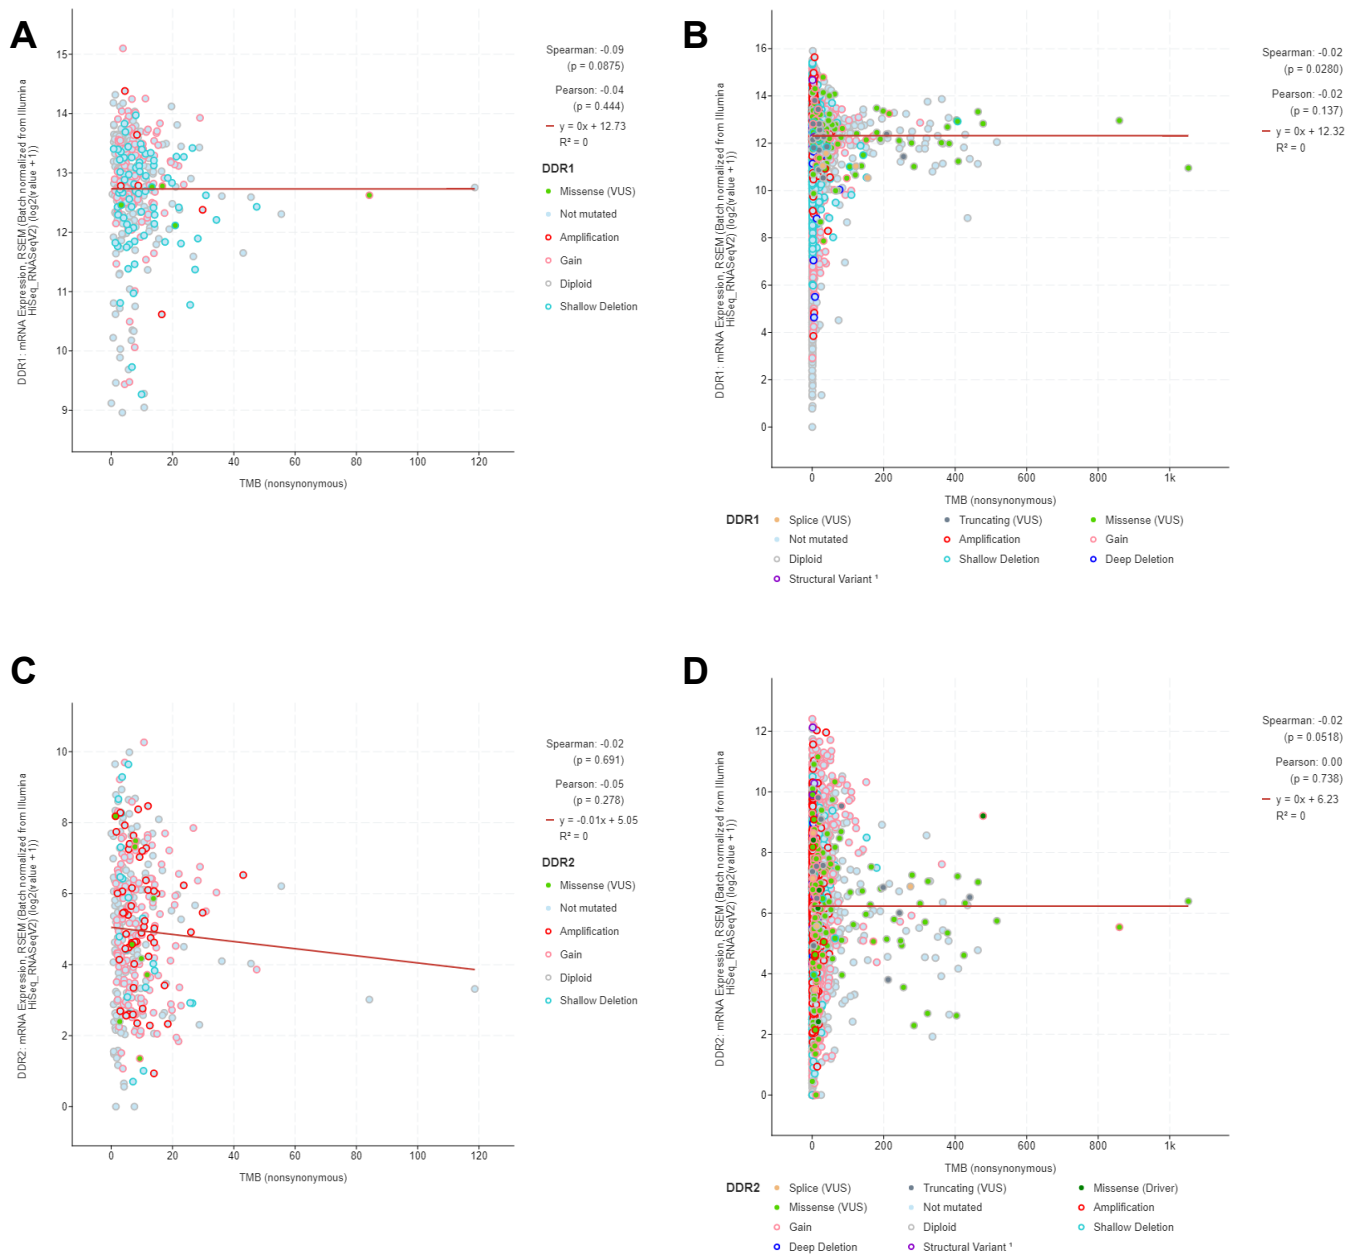 A
DDR1: mRNA Expression, RSEM (Batch normalized from Illumina
HiSeq_RNASeqV2) (log2(value + 1))
15
14
13
12
11
10
9
0
20
40
60
80
100
120
TMB (nonsynonymous)
Spearman: -0.09
(p = 0.0875)
Pearson: -0.04
(p = 0.444)
y = 0x + 12.73
R² = 0
DDR1
Missense (VUS)
Not mutated
Amplification
Gain
Diploid
Shallow Deletion
B
DDR1: mRNA Expression, RSEM (Batch normalized from Illumina
HiSeq_RNASeqV2) (log2(value + 1))
16
14
12
10
8
6
4
2
0
0
200
400
600
800
1k
TMB (nonsynonymous)
Spearman: -0.02
(p = 0.0280)
Pearson: -0.02
(p = 0.137)
y = 0x + 12.32
R² = 0
DDR1
Splice (VUS)
Truncating (VUS)
Missense (VUS)
Not mutated
Amplification
Gain
Diploid
Shallow Deletion
Deep Deletion
Structural Variant ¹
C
DDR2: mRNA Expression, RSEM (Batch normalized from Illumina
HiSeq_RNASeqV2) (log2(value + 1))
10
8
6
4
2
0
0
20
40
60
80
100
120
TMB (nonsynonymous)
Spearman: -0.02
(p = 0.691)
Pearson: -0.05
(p = 0.278)
y = -0.01x + 5.05
R² = 0
DDR2
Missense (VUS)
Not mutated
Amplification
Gain
Diploid
Shallow Deletion
D
DDR2: mRNA Expression, RSEM (Batch normalized from Illumina
HiSeq_RNASeqV2) (log2(value + 1))
12
10
8
6
4
2
0
0
200
400
600
800
1k
TMB (nonsynonymous)
Spearman: -0.02
(p = 0.0518)
Pearson: 0.00
(p = 0.738)
y = 0x + 6.23
R² = 0
DDR2
Splice (VUS)
Truncating (VUS)
Missense (Driver)
Missense (VUS)
Not mutated
Amplification
Gain
Diploid
Shallow Deletion
Deep Deletion
Structural Variant ¹